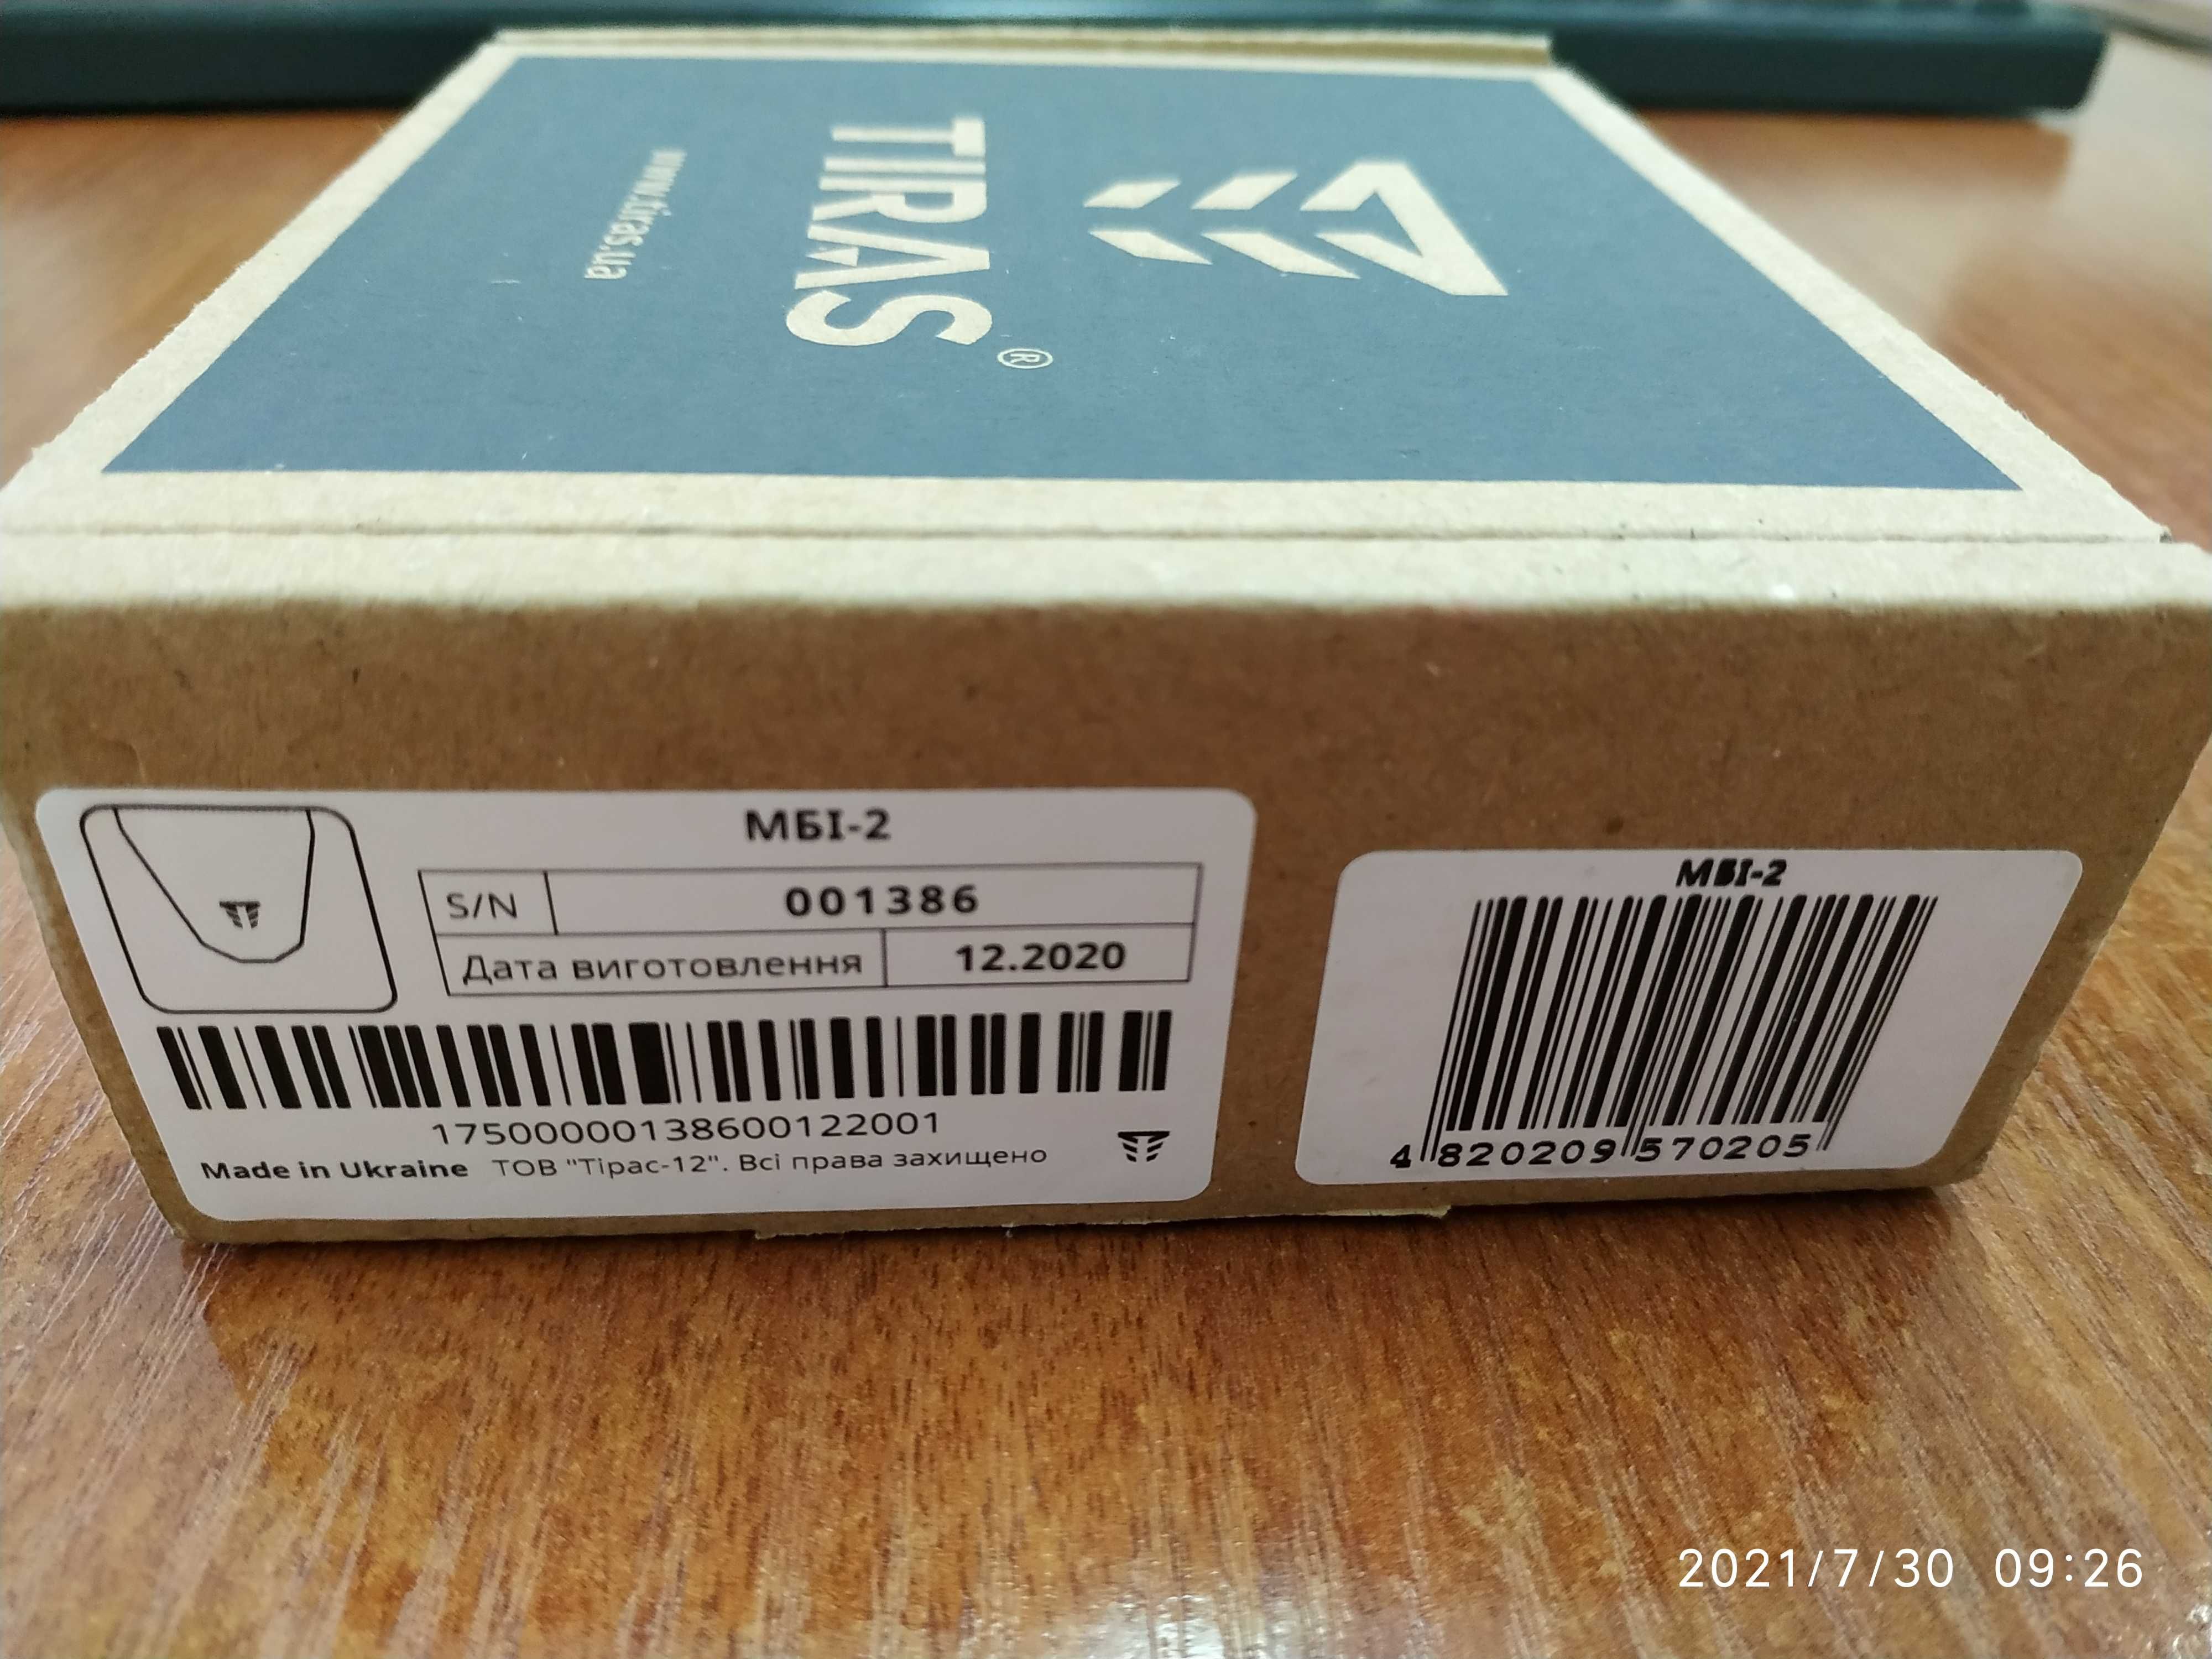 TIRAS®
www.tiras.ua
МБІ-2
S/N 001386
Дата виготовлення 12.2020
17500000138600122001
Made in Ukraine ТОВ "Тірас-12". Всі права захищено
МБІ-2
4 820209 570205
2021/7/30 09:26